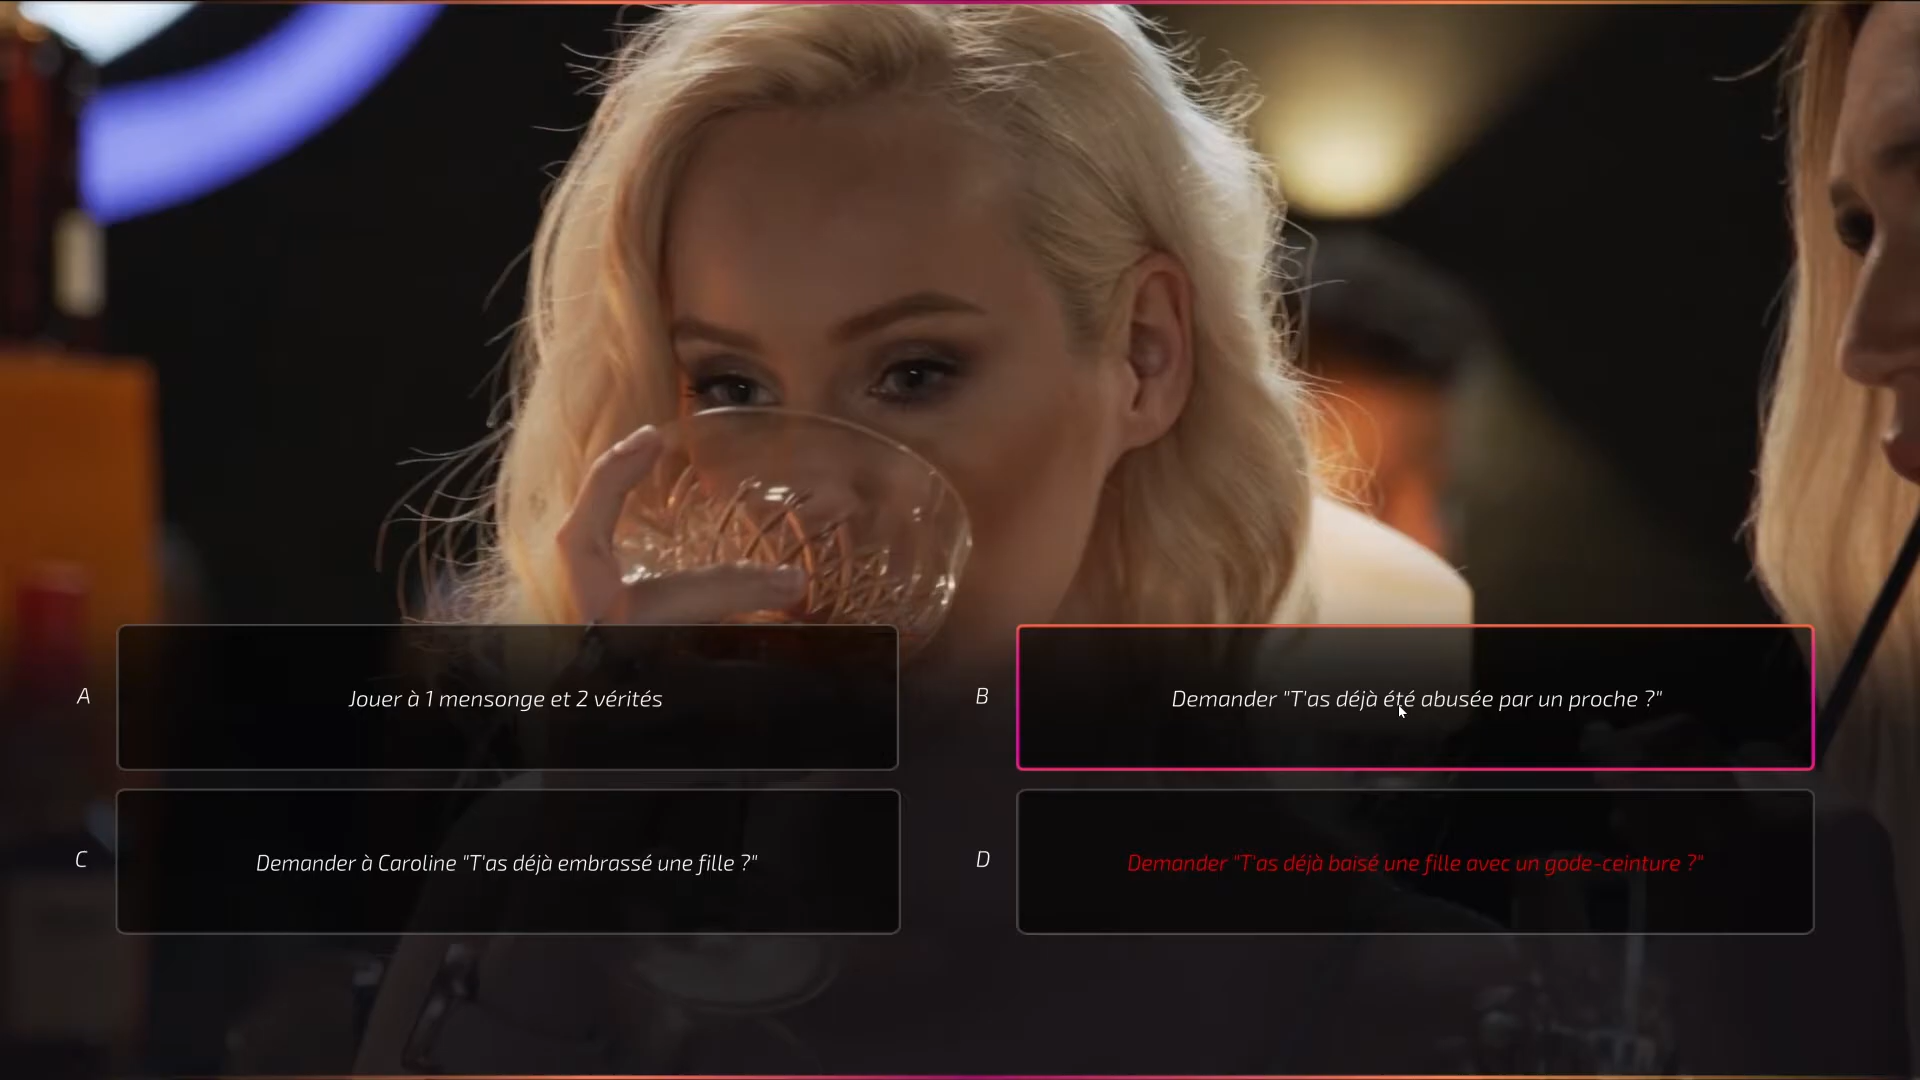 A
Jouer à 1 mensonge et 2 vérités
B
Demander "T'as déjà été abusée par un proche ?"
C
Demander à Caroline "T'as déjà embrassé une fille ?"
D
Demander "T'as déjà baisé une fille avec un gode-ceinture ?"